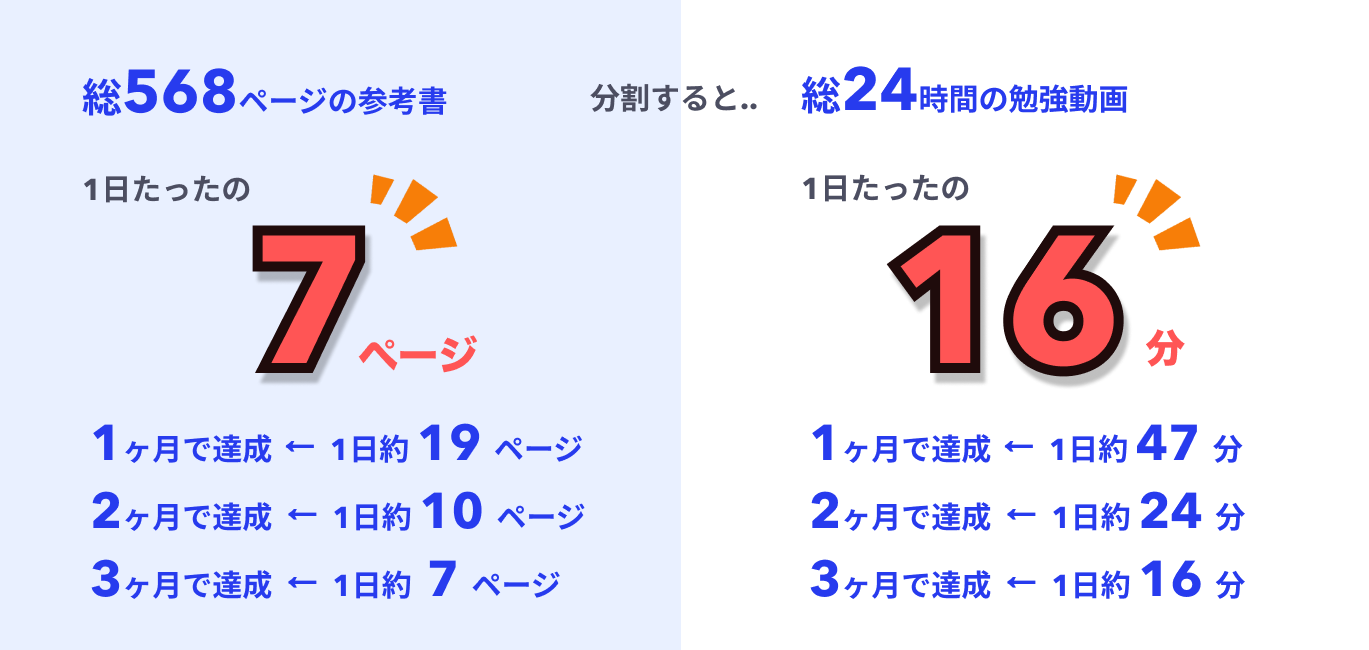 総568ページの参考書
1日たったの
7ページ
1ヶ月で達成 ← 1日約 19 ページ
2ヶ月で達成 ← 1日約 10 ページ
3ヶ月で達成 ← 1日約 7 ページ
分割すると..
総24時間の勉強動画
1日たったの
16分
1ヶ月で達成 ← 1日約 47 分
2ヶ月で達成 ← 1日約 24 分
3ヶ月で達成 ← 1日約 16 分